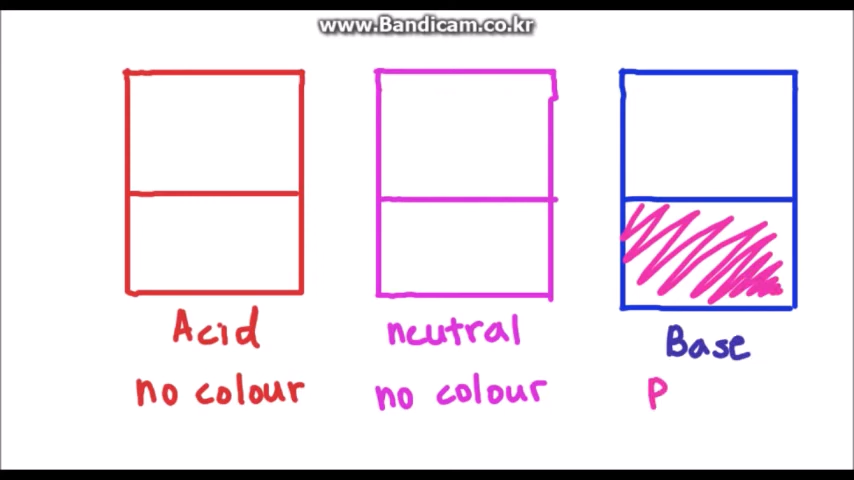 www.Bandicam.co.kr
Acid
neutral
Base
no colour
no colour
P